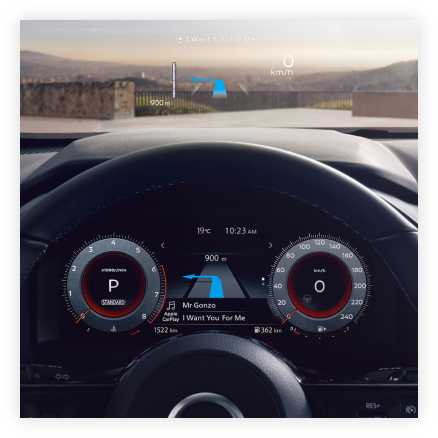 I Want You For Me
0
km/h
900 m
19°C 10:23 AM
900 m
x1000r/min
1 2 3 4 5 6 7 8
P
STANDARD
km/h
0
20 40 60 80 100 120 140 160 180 200 220 240
Apple
CarPlay
Mr Gonzo
I Want You For Me
1522 km
362 km
RES+